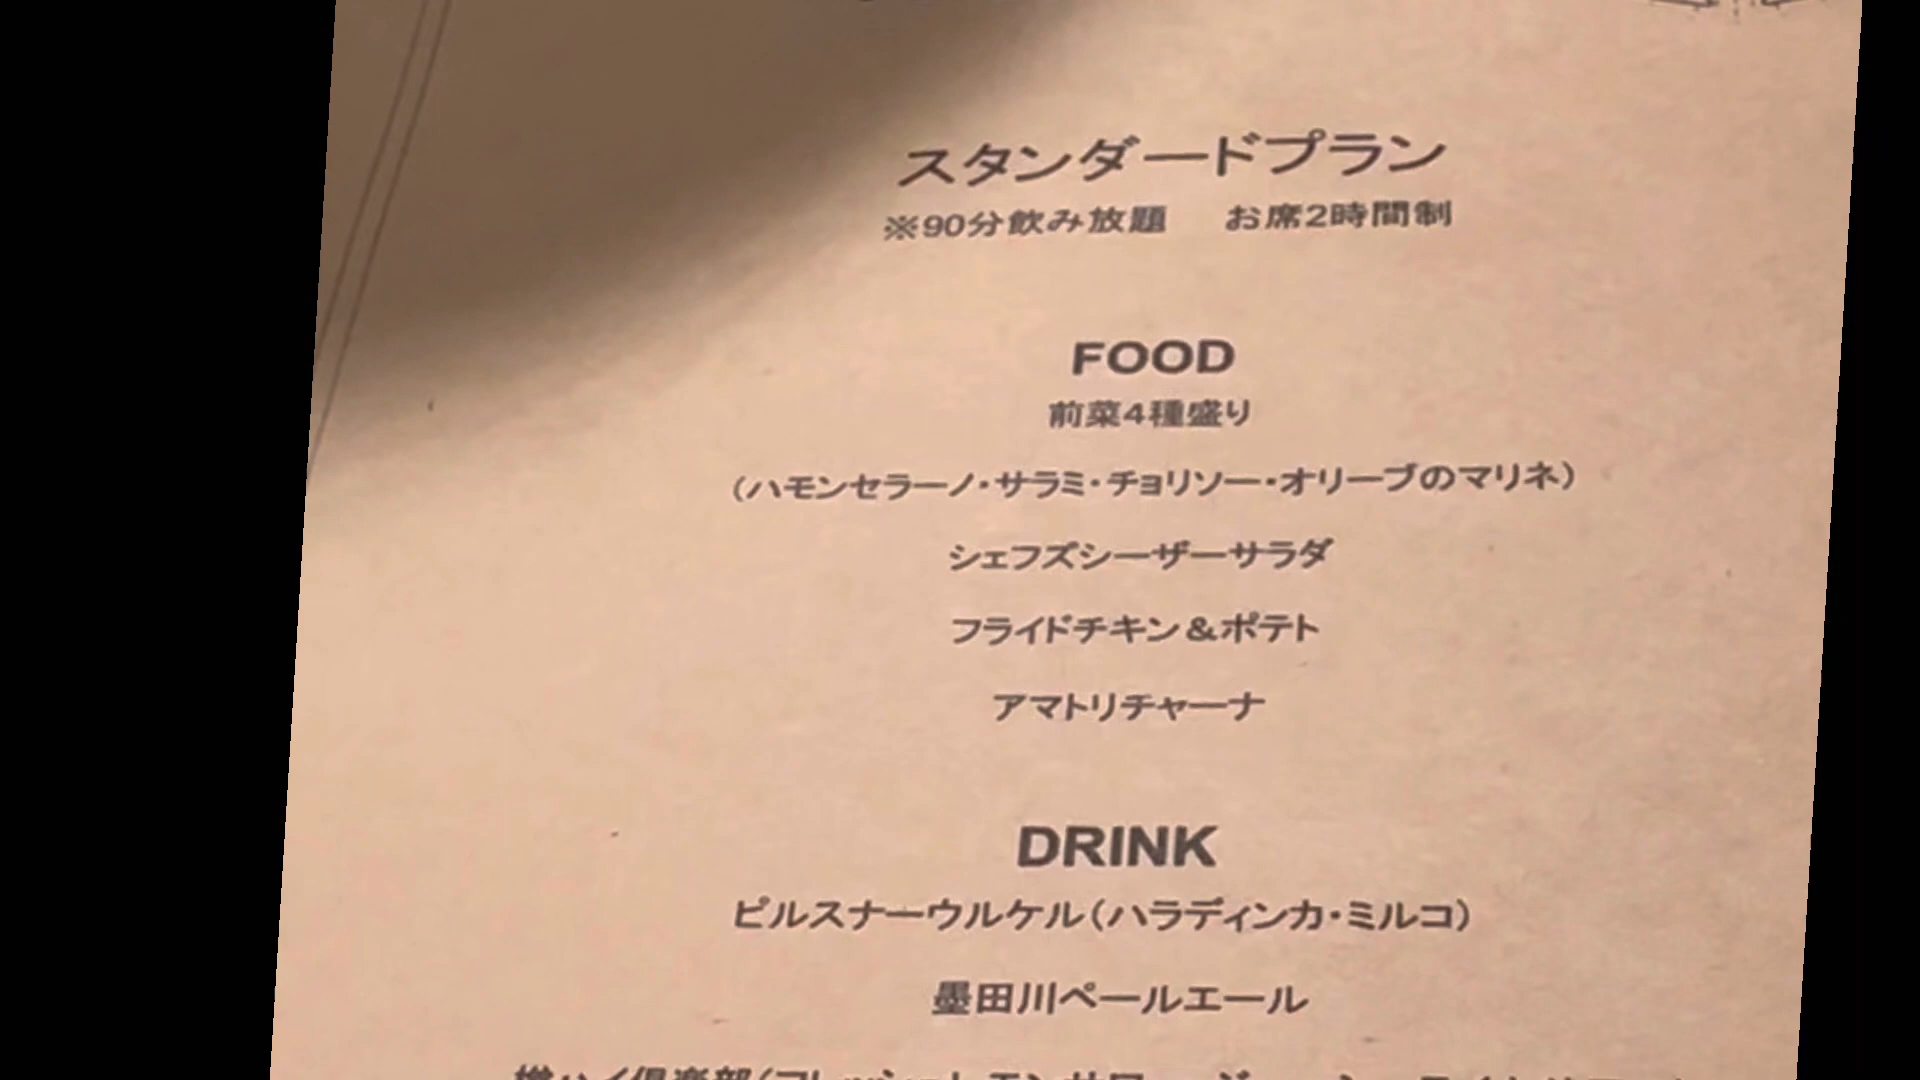 スタンダードプラン
※90分飲み放題　お席2時間制
FOOD
前菜4種盛り
(ハモンセラーノ・サラミ・チョリソー・オリーブのマリネ)
シェフズシーザーサラダ
フライドチキン&ポテト
アマトリチャーナ
DRINK
ピルスナーウルケル(ハラディンカ・ミルコ)
墨田川ペールエール